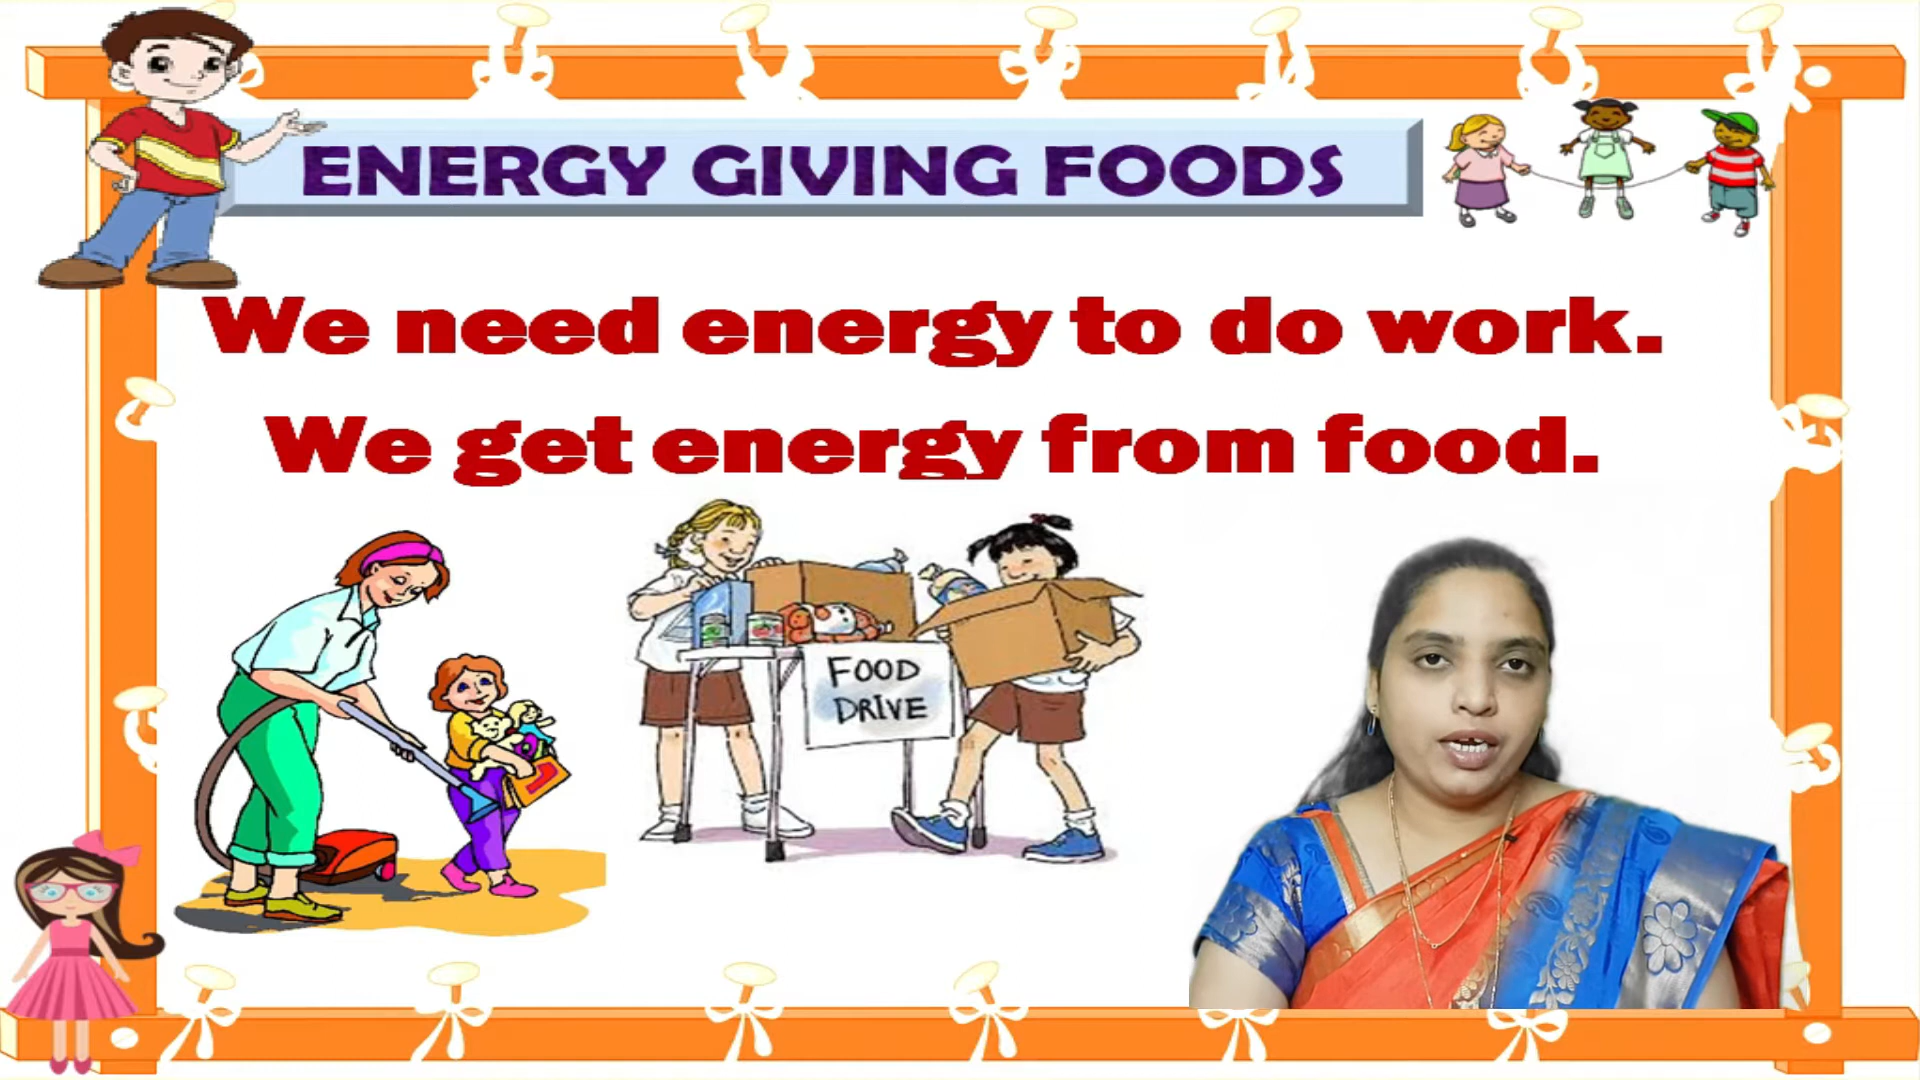 ENERGY GIVING FOODS
We need energy to do work.
We get energy from food.
FOOD
DRIVE